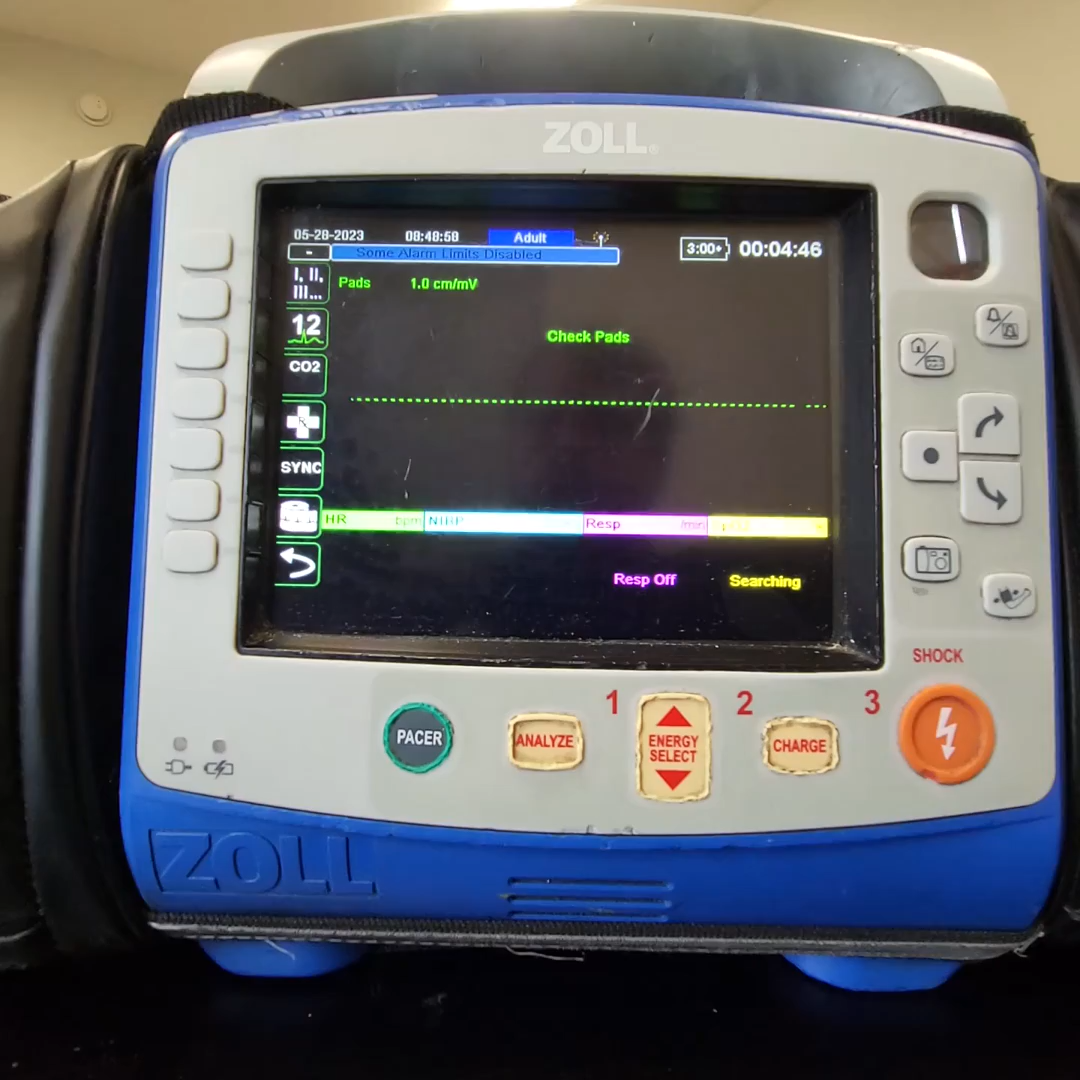 ZOLL
05-28-2023 08:48:58 Adult 3:00+ 00:04:46
Some Alarm Limits Disabled
I, II,
III...
Pads 1.0 cm/mV
12
Check Pads
CO2
R
SYNC
HR bpm NIBP Resp /min
Resp Off Searching
SHOCK
1 2 3
PACER ANALYZE ENERGY
SELECT CHARGE
ZOLL